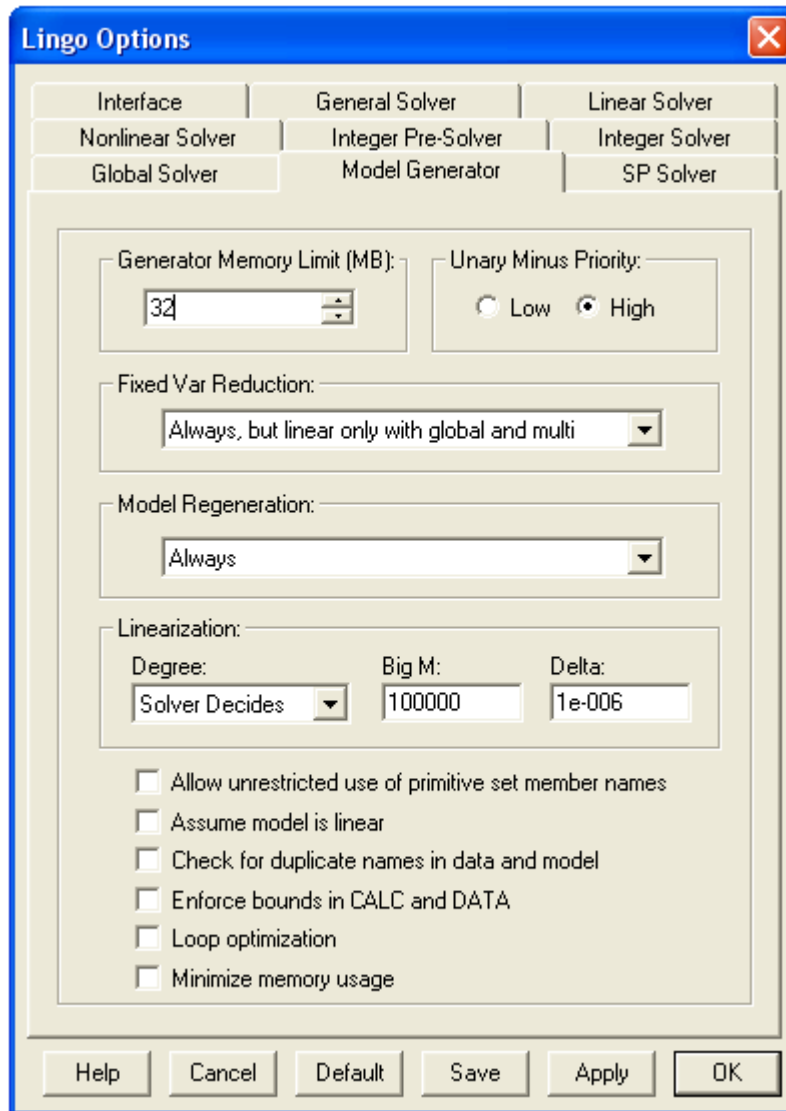 Lingo Options
Interface General Solver Linear Solver
Nonlinear Solver Integer Pre-Solver Integer Solver
Global Solver Model Generator SP Solver
Generator Memory Limit (MB): Unary Minus Priority:
32 Low High
Fixed Var Reduction:
Always, but linear only with global and multi
Model Regeneration:
Always
Linearization:
Degree: Big M: Delta:
Solver Decides 100000 1e-006
Allow unrestricted use of primitive set member names
Assume model is linear
Check for duplicate names in data and model
Enforce bounds in CALC and DATA
Loop optimization
Minimize memory usage
Help Cancel Default Save Apply OK